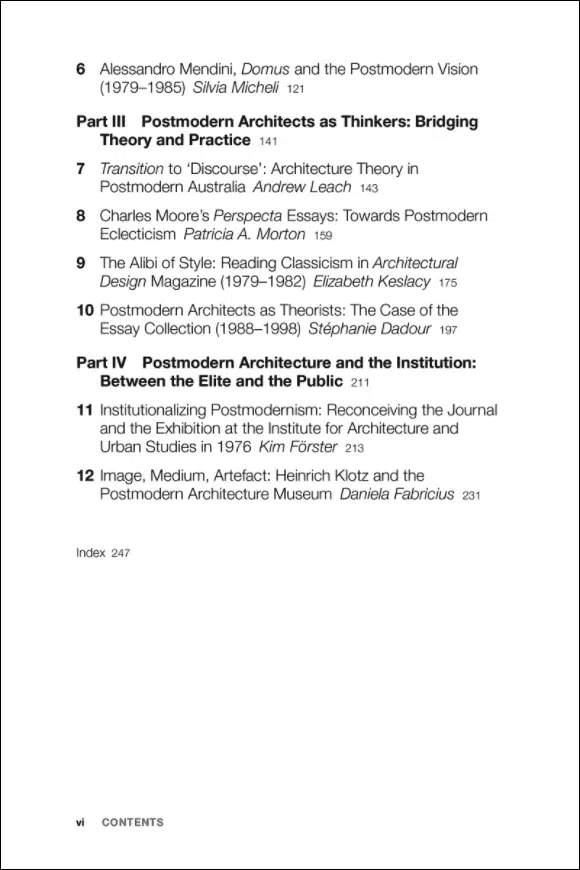 6 Alessandro Mendini, Domus and the Postmodern Vision
(1979–1985) Silvia Micheli 121
Part III Postmodern Architects as Thinkers: Bridging
Theory and Practice 141
7 Transition to ‘Discourse’: Architecture Theory in
Postmodern Australia Andrew Leach 143
8 Charles Moore’s Perspecta Essays: Towards Postmodern
Eclecticism Patricia A. Morton 159
9 The Alibi of Style: Reading Classicism in Architectural
Design Magazine (1979–1982) Elizabeth Keslacy 175
10 Postmodern Architects as Theorists: The Case of the
Essay Collection (1988–1998) Stéphanie Dadour 197
Part IV Postmodern Architecture and the Institution:
Between the Elite and the Public 211
11 Institutionalizing Postmodernism: Reconceiving the Journal
and the Exhibition at the Institute for Architecture and
Urban Studies in 1976 Kim Förster 213
12 Image, Medium, Artefact: Heinrich Klotz and the
Postmodern Architecture Museum Daniela Fabricius 231
Index 247
vi CONTENTS